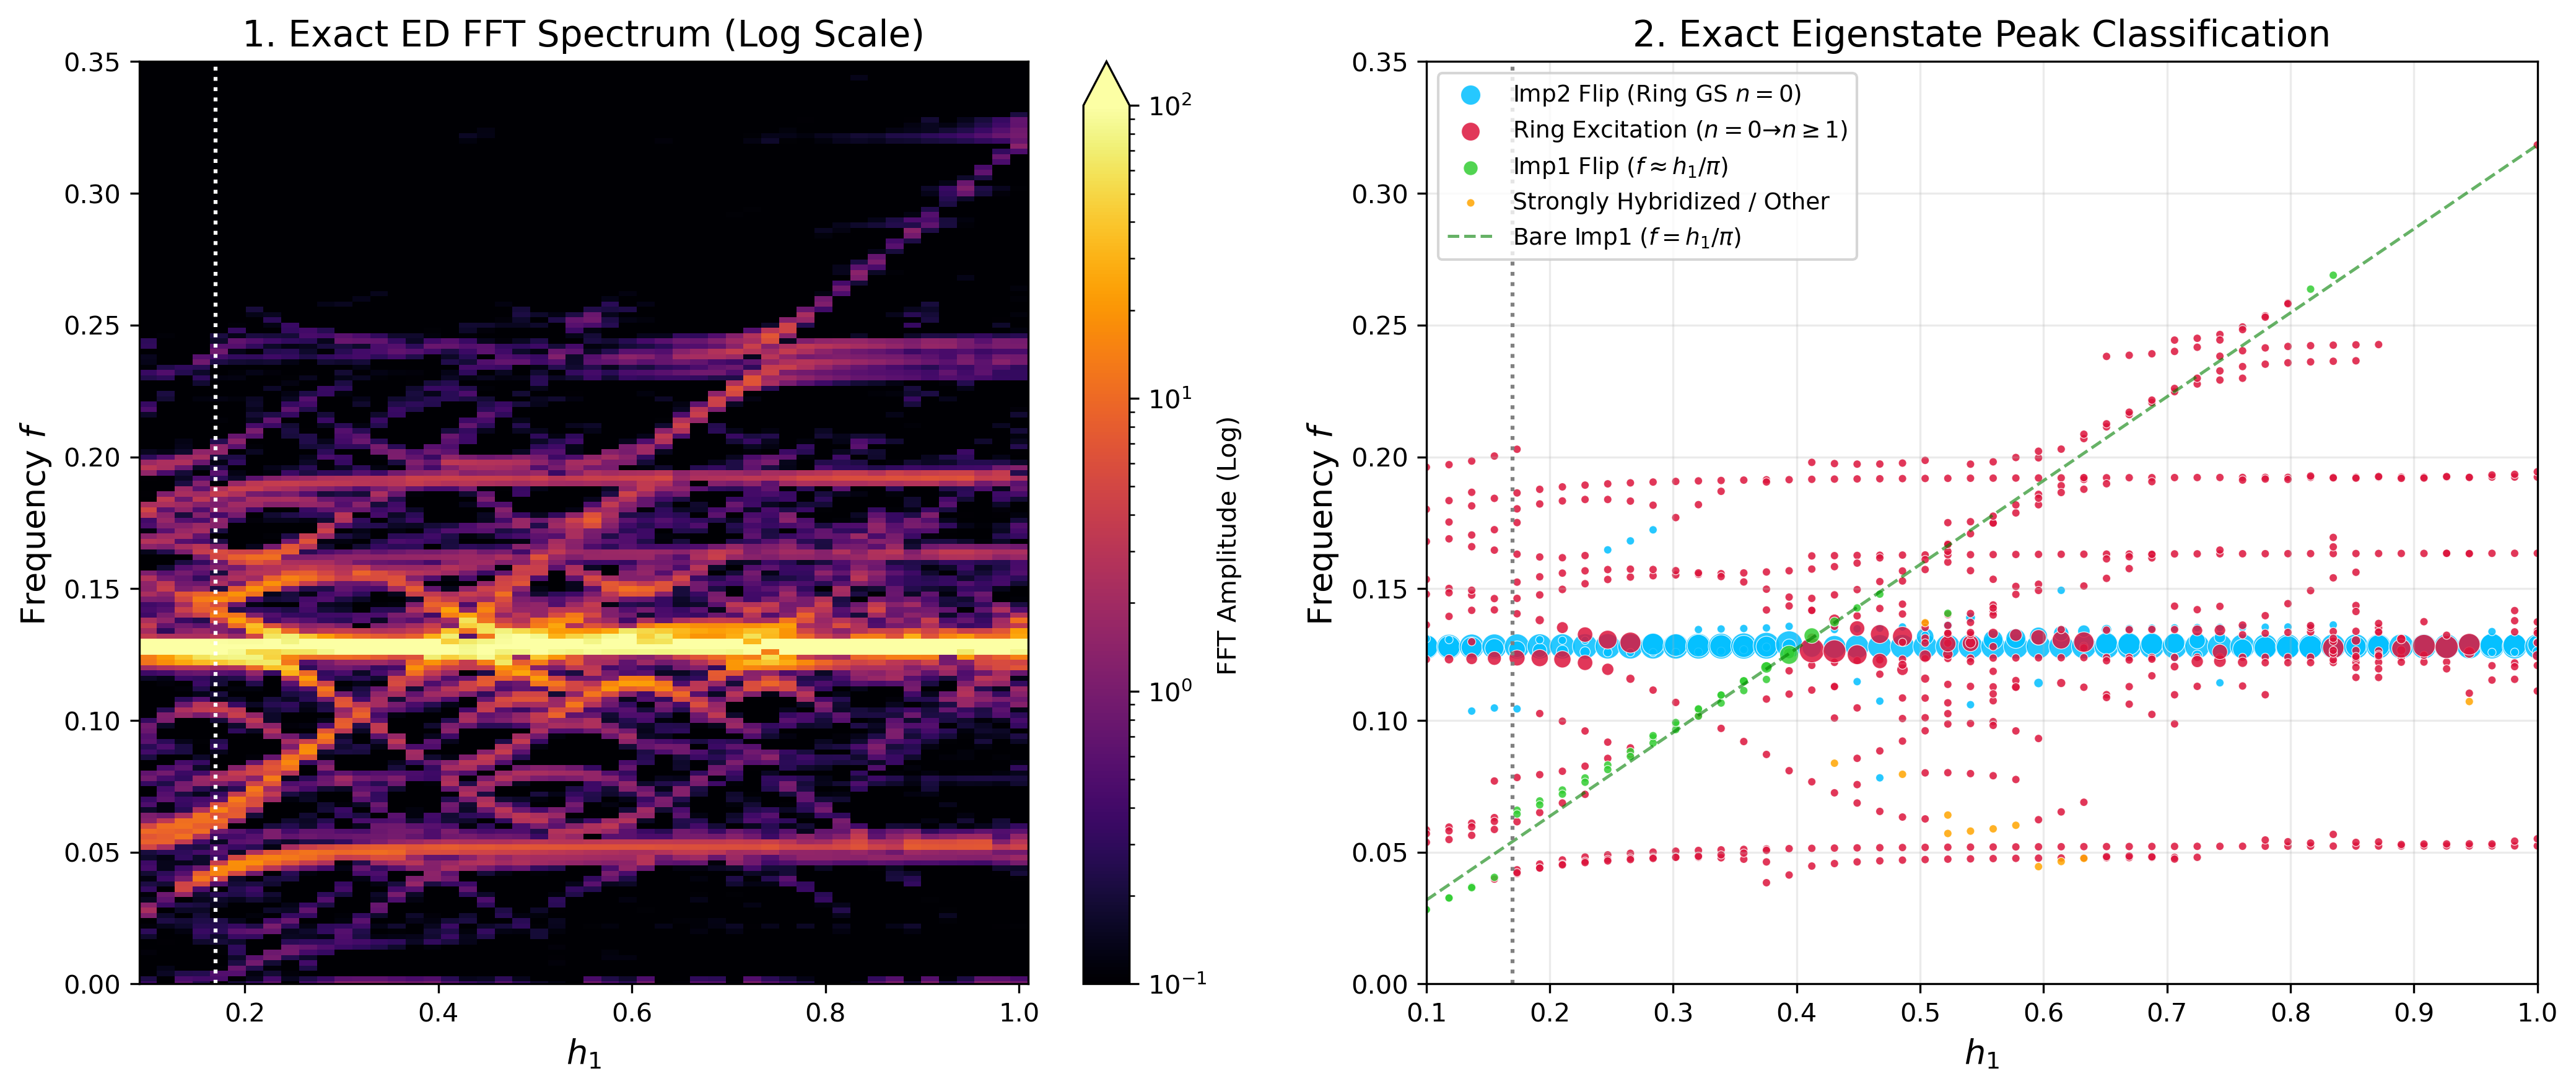 1. Exact ED FFT Spectrum (Log Scale)
0.35
0.30
0.25
0.20
0.15
0.10
0.05
0.00
Frequency f
0.2
0.4
0.6
0.8
1.0
h₁
10²
10¹
10⁰
10⁻¹
FFT Amplitude (Log)
2. Exact Eigenstate Peak Classification
Imp2 Flip (Ring GS n = 0)
Ring Excitation (n = 0→n ≥ 1)
Imp1 Flip (f ≈ h₁/π)
Strongly Hybridized / Other
Bare Imp1 (f = h₁/π)
0.35
0.30
0.25
0.20
0.15
0.10
0.05
0.00
Frequency f
0.1
0.2
0.3
0.4
0.5
0.6
0.7
0.8
0.9
1.0
h₁